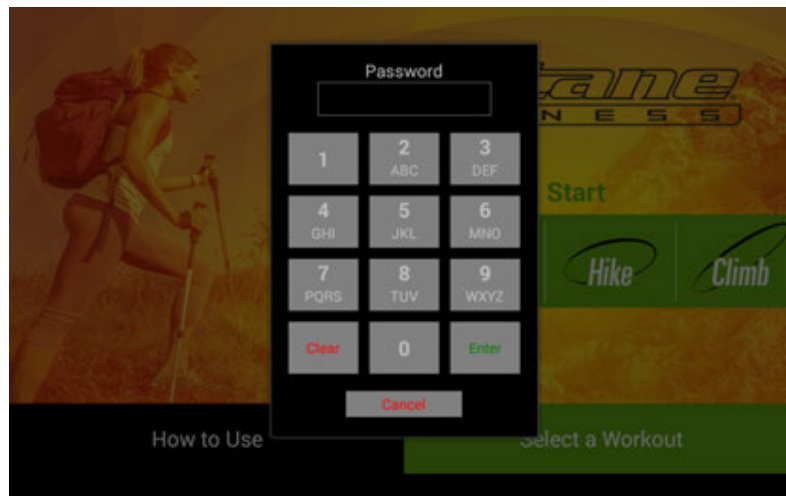 Password
1
2
ABC
3
DEF
4
GHI
5
JKL
6
MNO
7
PQRS
8
TUV
9
WXYZ
Clear
0
Enter
Cancel
Start
Hike
Climb
How to Use
Select a Workout